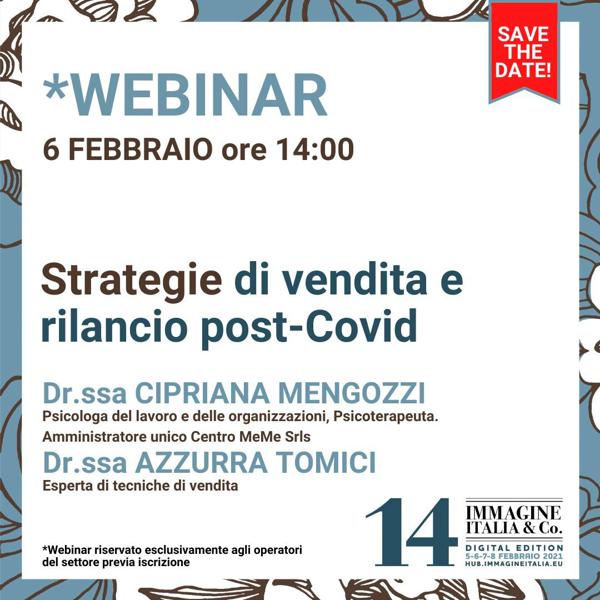 SAVE
THE
DATE!
*WEBINAR
6 FEBBRAIO ore 14:00
Strategie di vendita e
rilancio post-Covid
Dr.ssa CIPRIANA MENGOZZI
Psicologa del lavoro e delle organizzazioni, Psicoterapeuta.
Amministratore unico Centro MeMe Srls
Dr.ssa AZZURRA TOMICI
Esperta di tecniche di vendita
14 IMMAGINE
ITALIA & Co.
DIGITAL EDITION
5-6-7-8 FEBBRAIO 2021
HUB.IMMAGINEITALIA.EU
*Webinar riservato esclusivamente agli operatori
del settore previa iscrizione